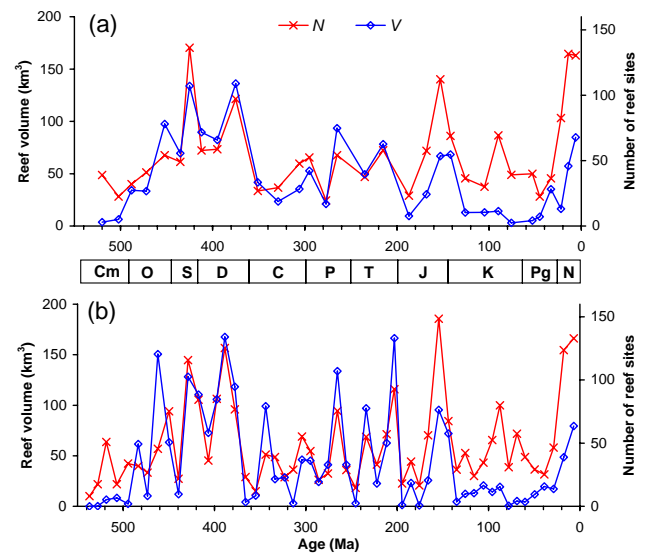 (a)
N V
Reef volume (km³)
200
150
100
50
0
150
100
50
0
Number of reef sites
500 400 300 200 100 0
Cm O S D C P T J K Pg N
(b)
Reef volume (km³)
200
150
100
50
0
150
100
50
0
Number of reef sites
500 400 300 200 100 0
Age (Ma)